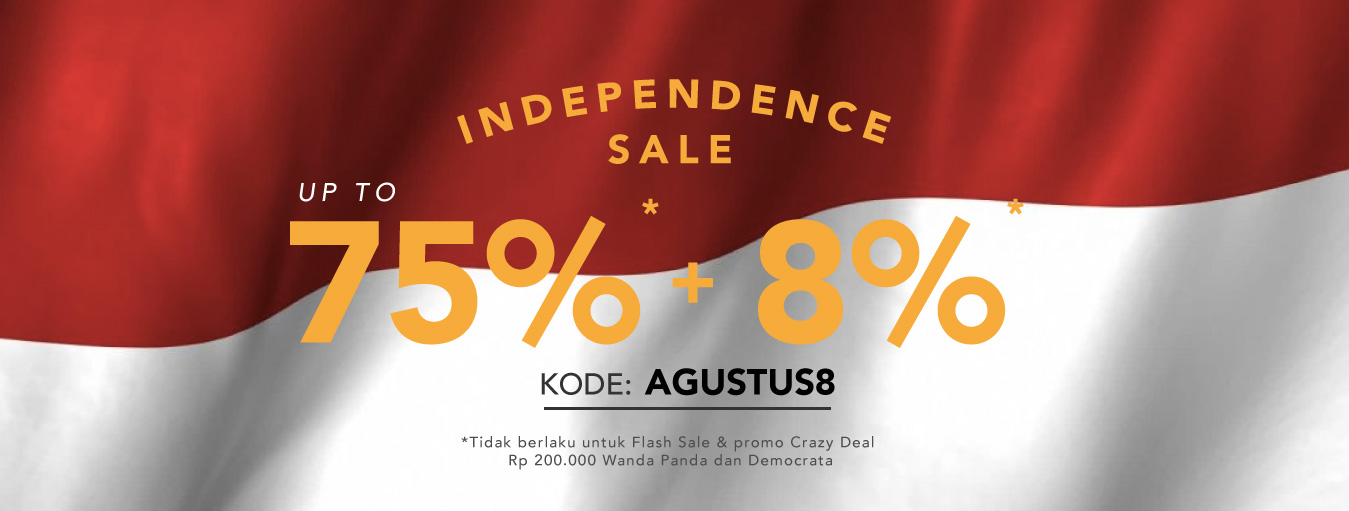 INDEPENDENCE
SALE
UP TO
75%* + 8%*
KODE: AGUSTUS8
*Tidak berlaku untuk Flash Sale & promo Crazy Deal
Rp 200.000 Wanda Panda dan Democrata